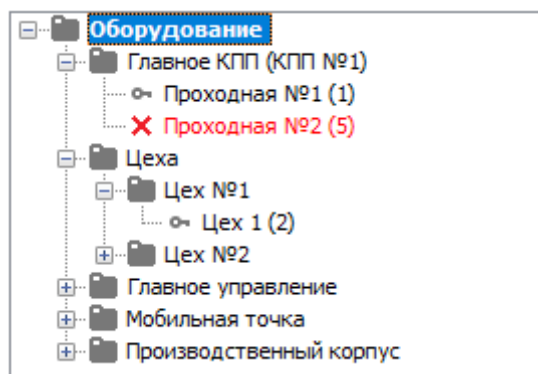 Оборудование
Главное КПП (КПП №1)
Проходная №1 (1)
Проходная №2 (5)
Цеха
Цех №1
Цех 1 (2)
Цех №2
Главное управление
Мобильная точка
Производственный корпус